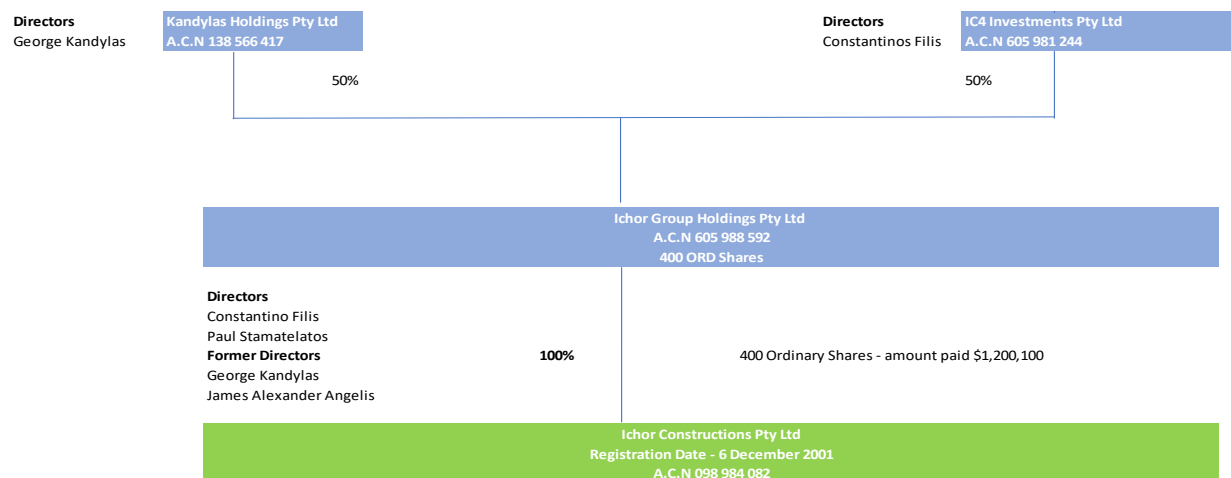 Directors
George Kandylas
Kandylas Holdings Pty Ltd
A.C.N 138 566 417
Directors
Constantinos Filis
IC4 Investments Pty Ltd
A.C.N 605 981 244
50%
50%
Ichor Group Holdings Pty Ltd
A.C.N 605 988 592
400 ORD Shares
Directors
Constantino Filis
Paul Stamatelatos
Former Directors
George Kandylas
James Alexander Angelis
100%
400 Ordinary Shares - amount paid $1,200,100
Ichor Constructions Pty Ltd
Registration Date - 6 December 2001
A.C.N 098 984 082